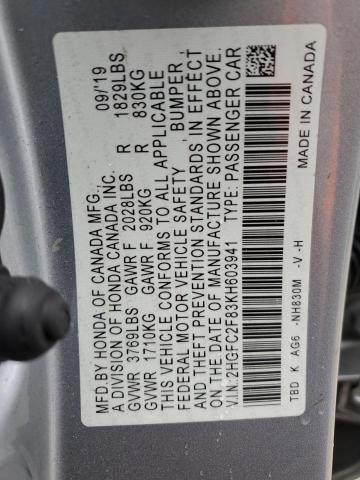 MFD. BY HONDA OF CANADA MFG., 09/'19
A DIVISION OF HONDA CANADA INC.
GVWR 3769LBS GAWR F 2028LBS R 1829LBS
GVWR 1710KG GAWR F 920KG R 830KG
THIS VEHICLE CONFORMS TO ALL APPLICABLE
FEDERAL MOTOR VEHICLE SAFETY, BUMPER,
AND THEFT PREVENTION STANDARDS IN EFFECT
ON THE DATE OF MANUFACTURE SHOWN ABOVE.
V.I.N.:2HGFC2F83KH603941 TYPE: PASSENGER CAR
TBD K AG6 -NH830M -V-H MADE IN CANADA